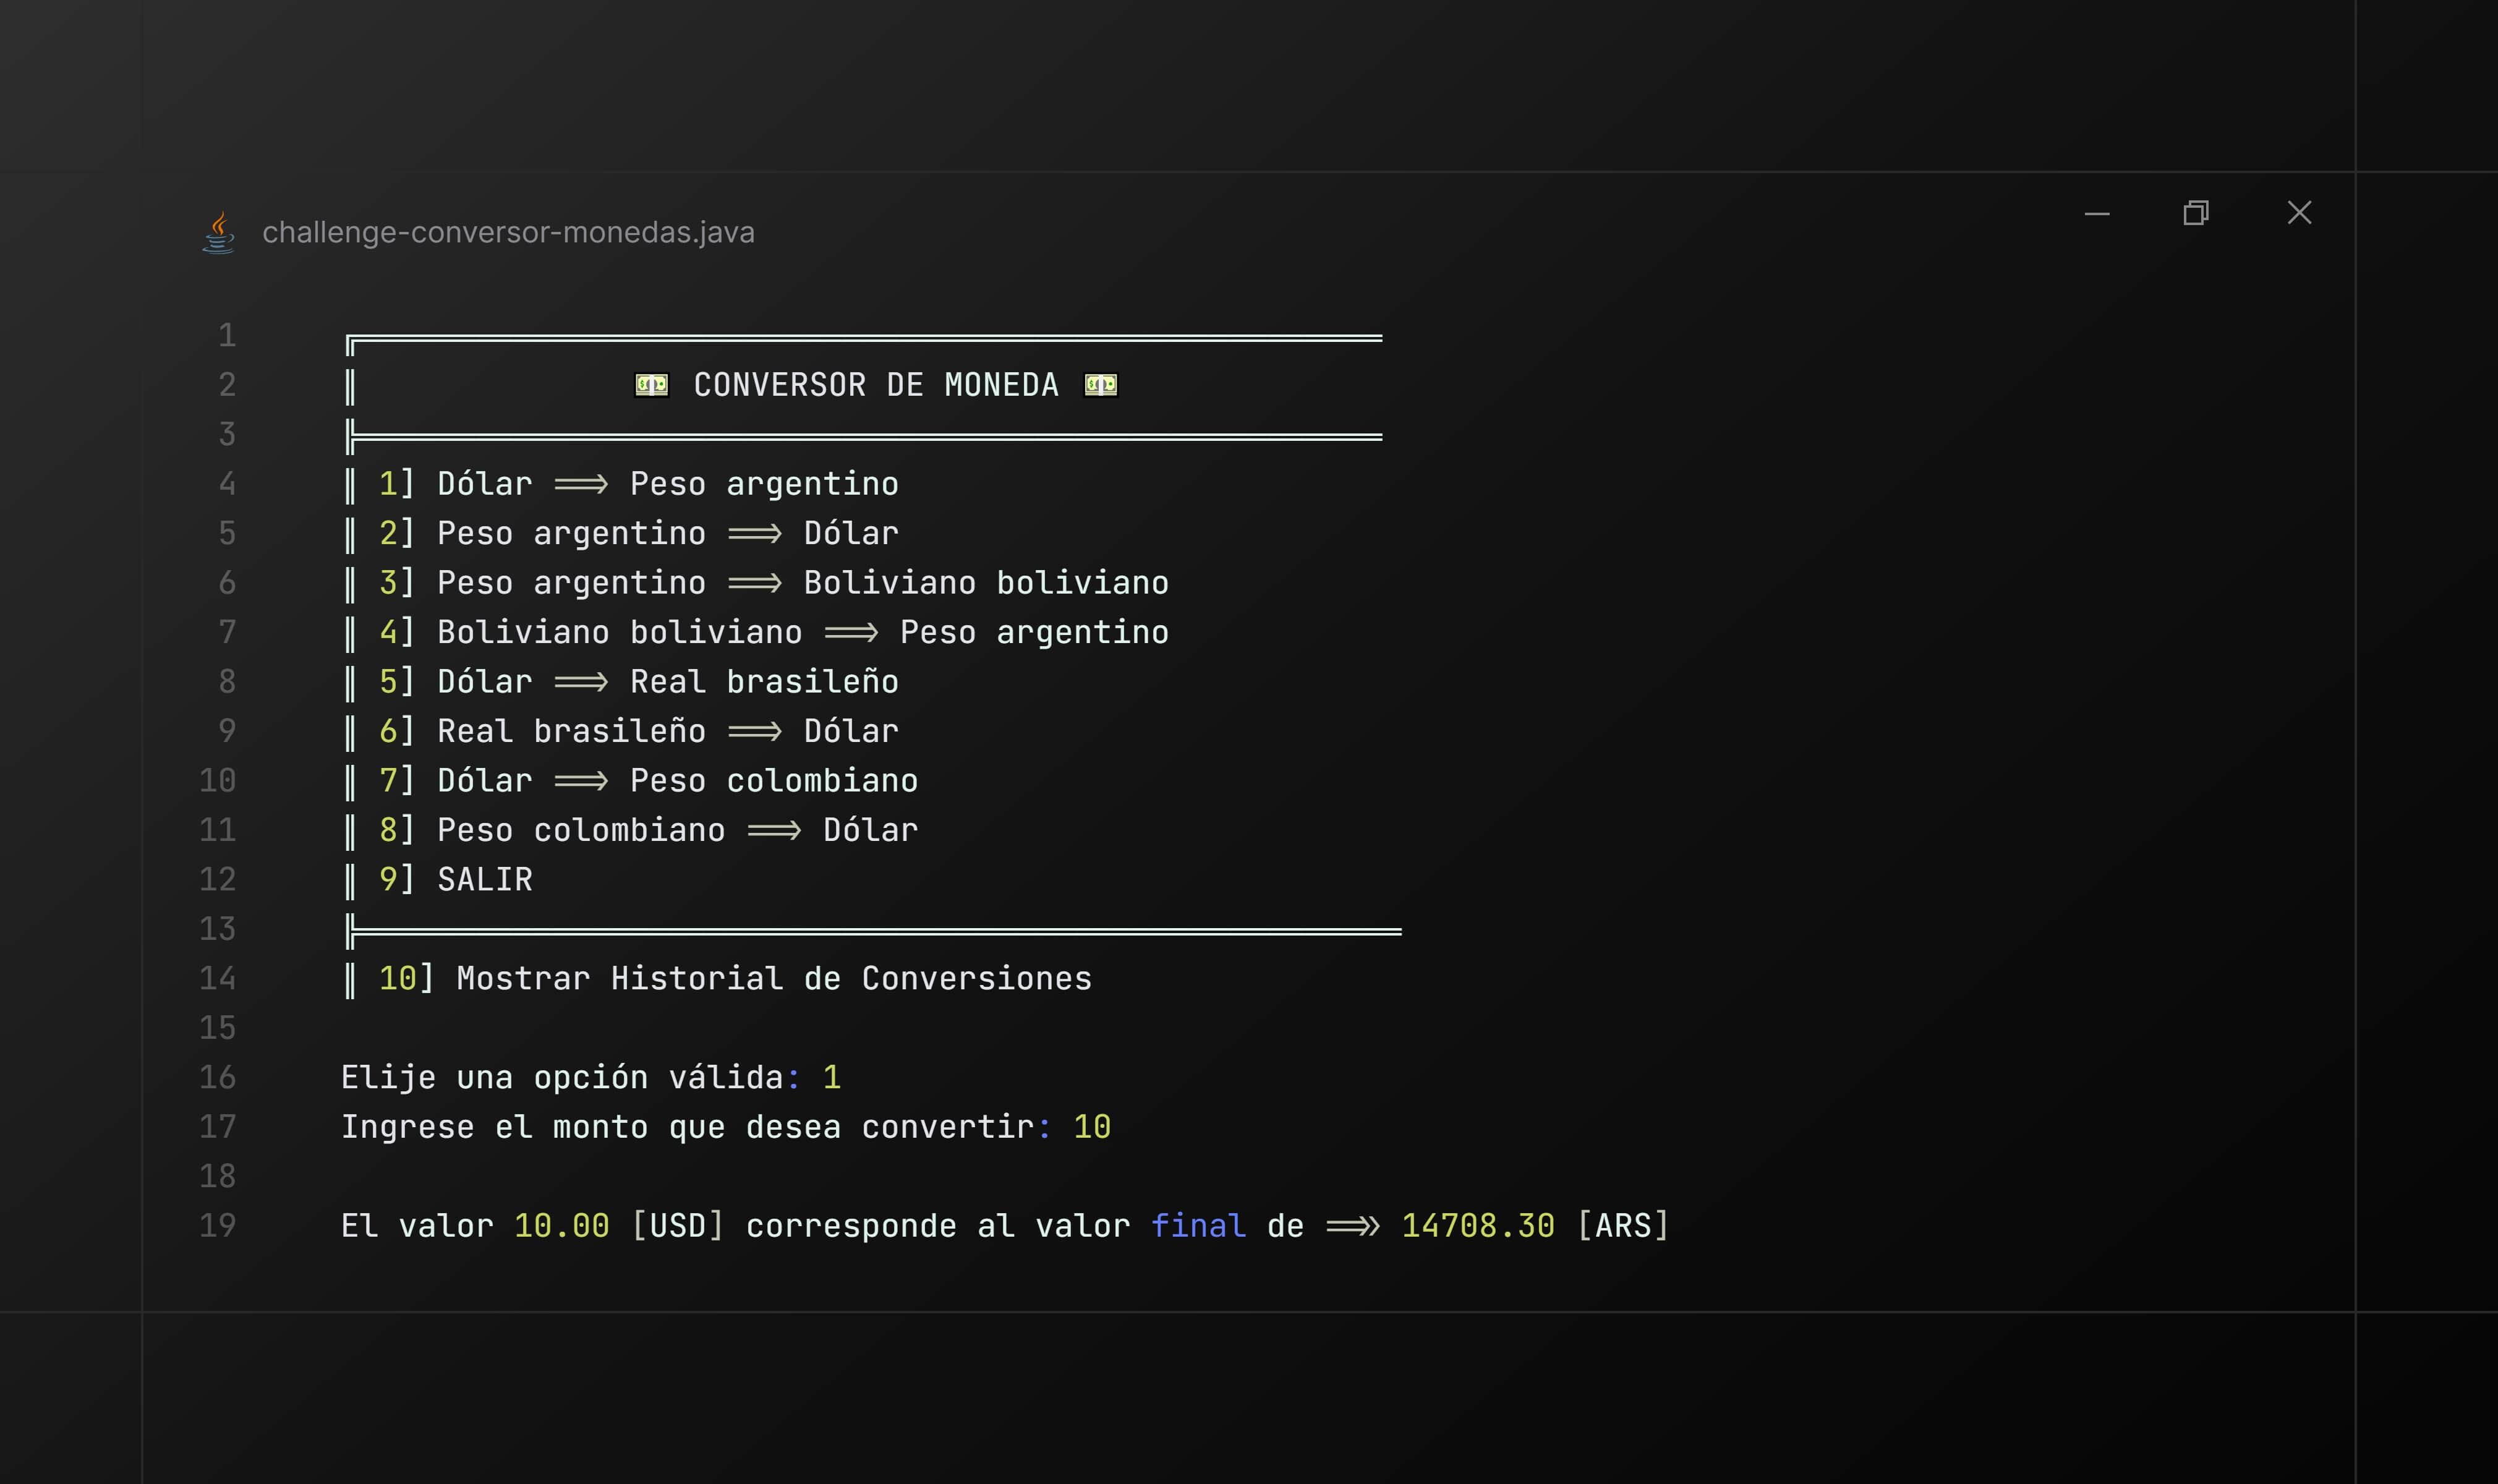 challenge-conversor-monedas.java
1 ╔══════════════════════════════════════════════════════
2 ║ 💵 CONVERSOR DE MONEDA 💵
3 ╠══════════════════════════════════════════════════════
4 ║ 1] Dólar ==> Peso argentino
5 ║ 2] Peso argentino ==> Dólar
6 ║ 3] Peso argentino ==> Boliviano boliviano
7 ║ 4] Boliviano boliviano ==> Peso argentino
8 ║ 5] Dólar ==> Real brasileño
9 ║ 6] Real brasileño ==> Dólar
10 ║ 7] Dólar ==> Peso colombiano
11 ║ 8] Peso colombiano ==> Dólar
12 ║ 9] SALIR
13 ╠═══════════════════════════════════════════════════════
14 ║ 10] Mostrar Historial de Conversiones
15
16 Elije una opción válida: 1
17 Ingrese el monto que desea convertir: 10
18
19 El valor 10.00 [USD] corresponde al valor final de =>> 14708.30 [ARS]